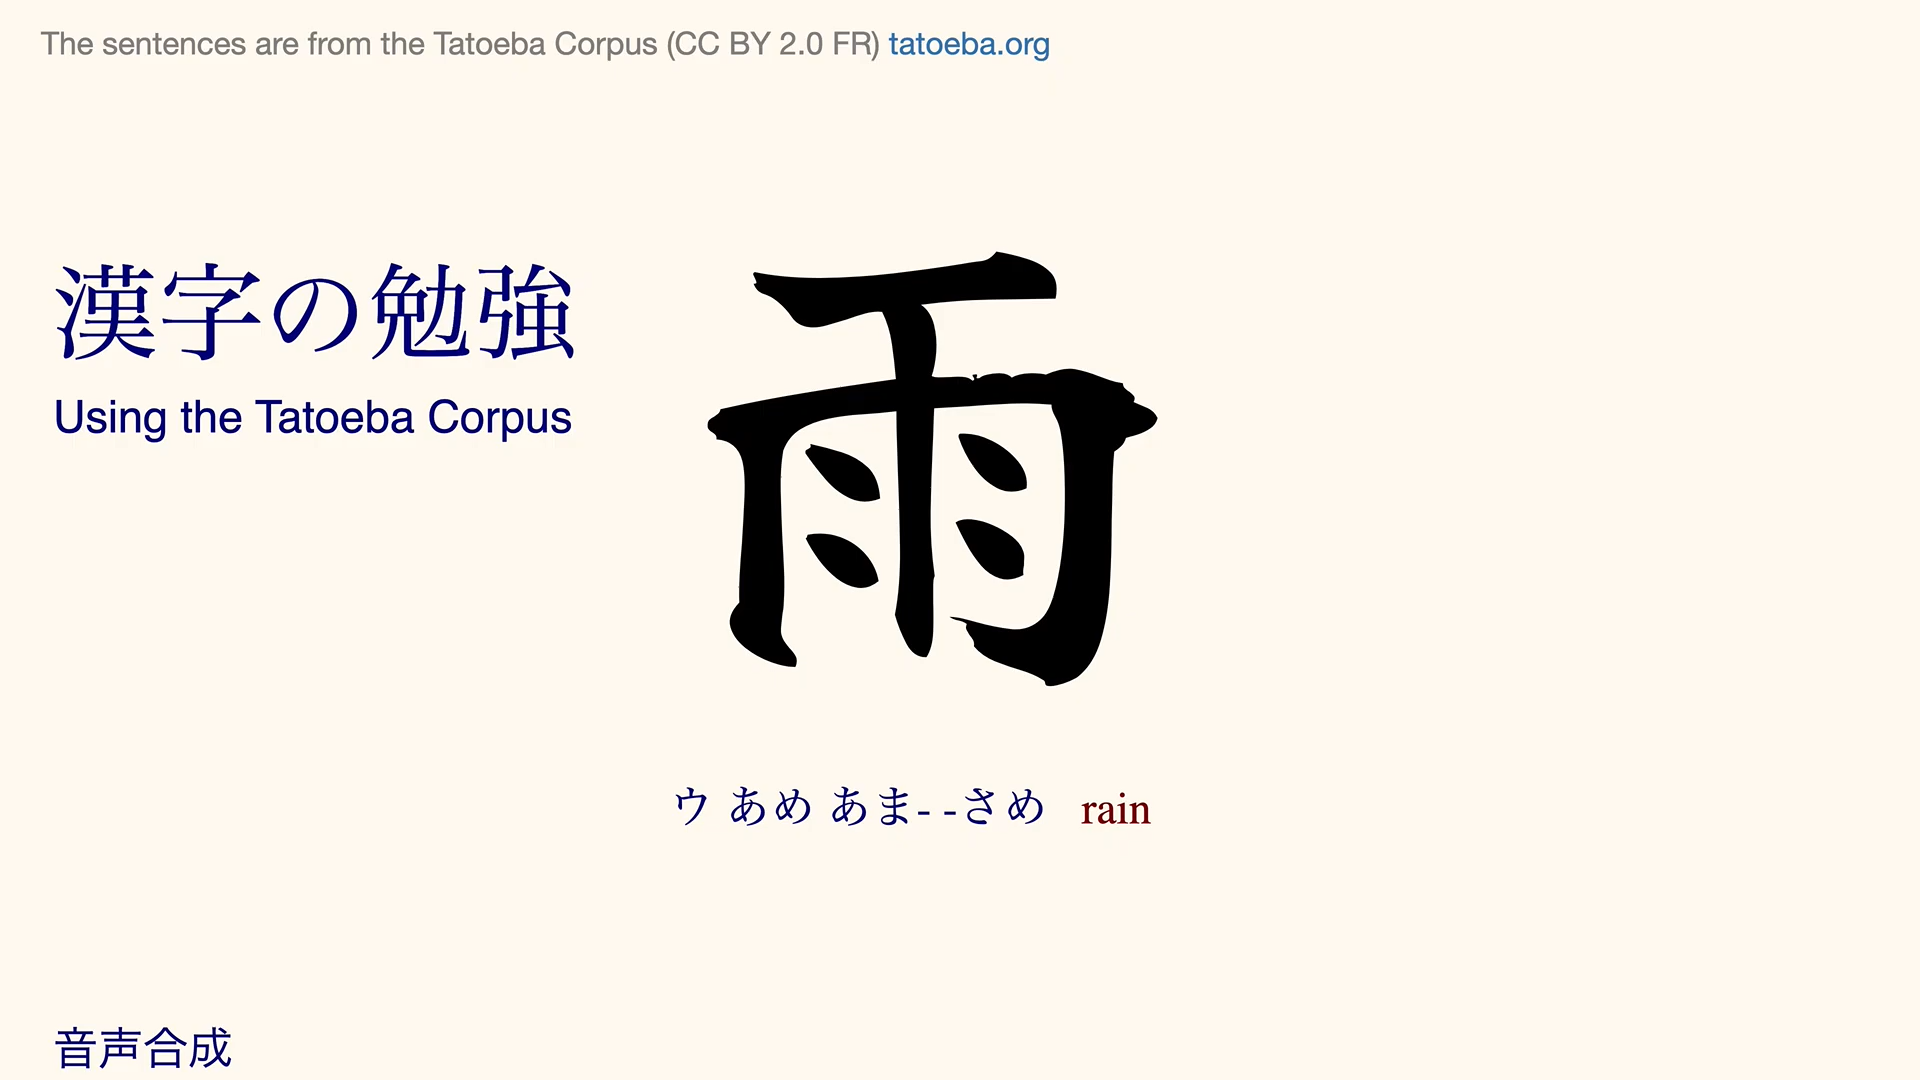 The sentences are from the Tatoeba Corpus (CC BY 2.0 FR) tatoeba.org
漢字の勉強
Using the Tatoeba Corpus
雨
ウ あめ あま- -さめ rain
音声合成